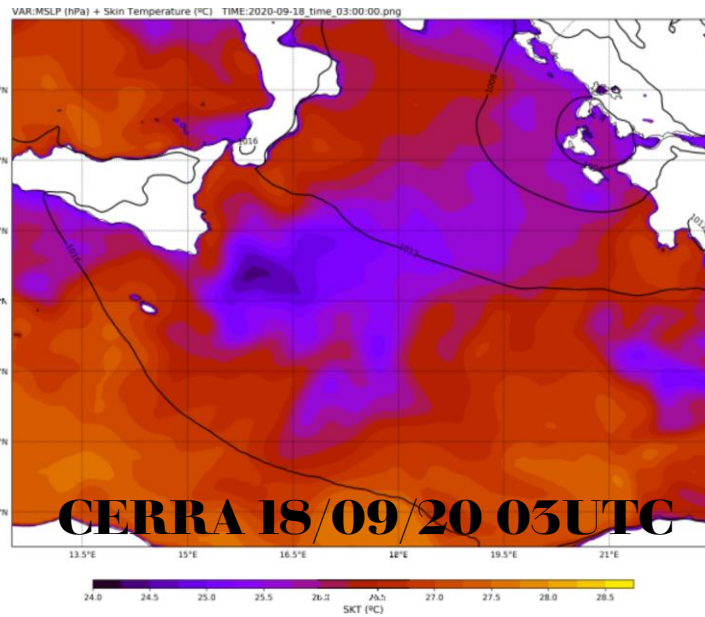 VAR:MSLP (hPa) + Skin Temperature (ºC) TIME:2020-09-18_time_03:00:00.png
1008
1016
1012
1012
1016
CERRA 18/09/20 03UTC
13.5°E 15°E 16.5°E 18°E 19.5°E 21°E
24.0 24.5 25.0 25.5 26.5 27.0 27.5 28.0 28.5
SKT (ºC)